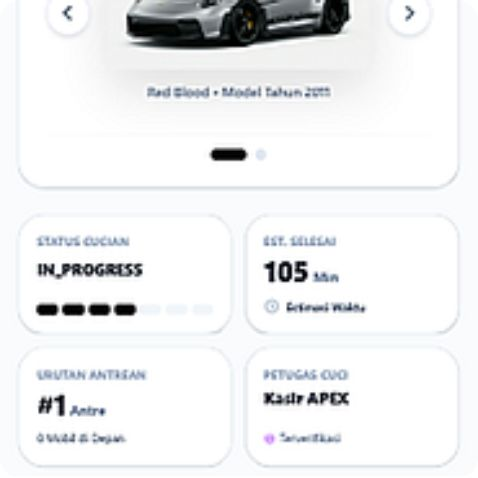 Red Blood • Model Tahun 2011
STATUS CUCIAN
IN_PROGRESS
EST. SELESAI
105 Min
Estimasi Waktu
URUTAN ANTREAN
#1 Antre
0 Mobil di Depan
PETUGAS CUCI
Kasir APEX
Terverifikasi